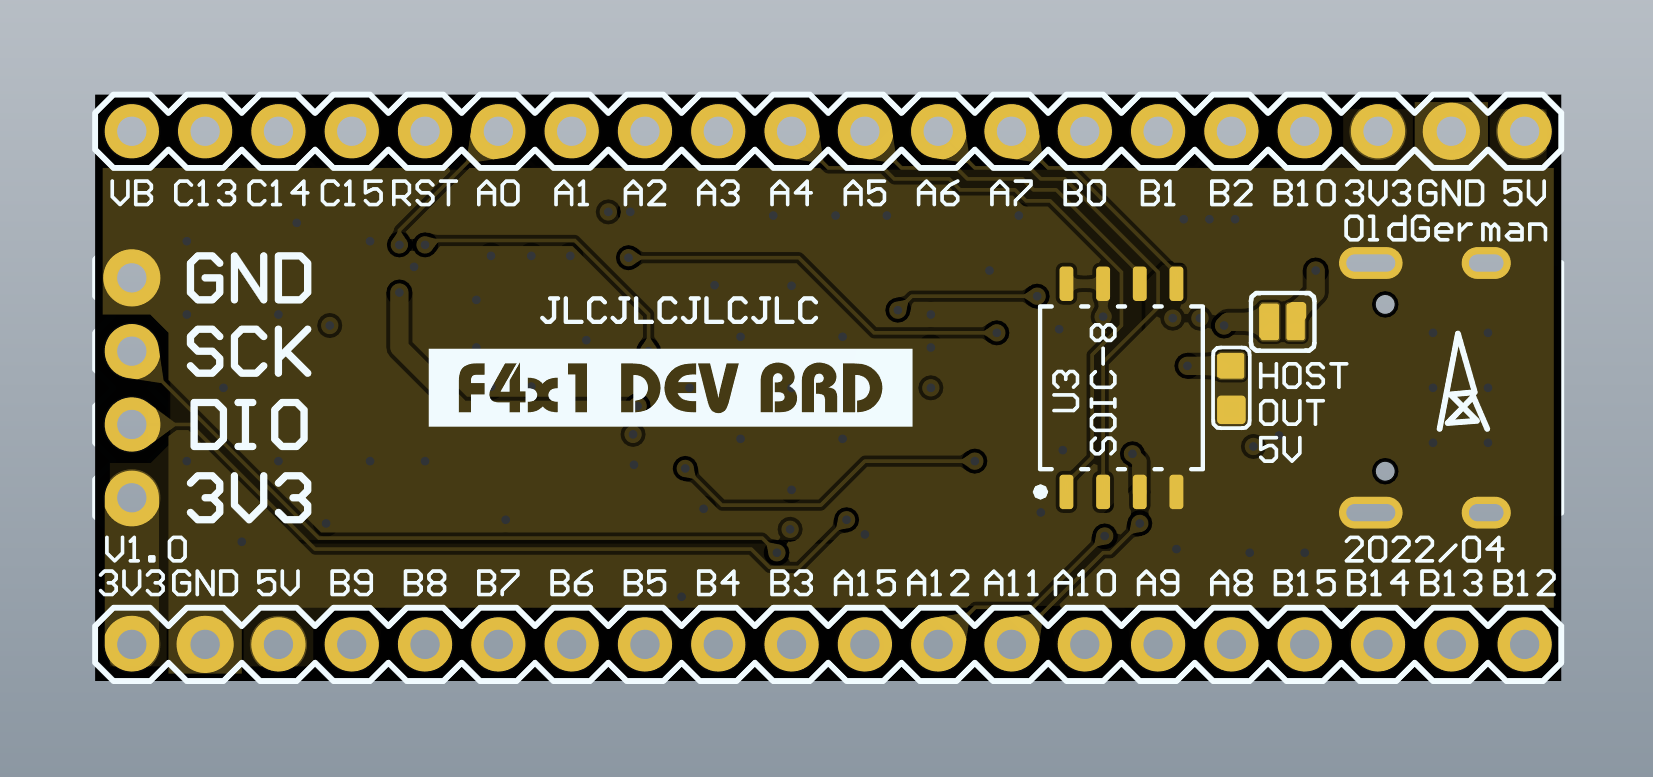 VB C13 C14 C15 RST A0 A1 A2 A3 A4 A5 A6 A7 B0 B1 B2 B10 3V3 GND 5V
OldGerman
GND
SCK
DIO
3V3
JLCJLCJLCJLC
F4x1 DEV BRD
U3
SOIC-8
HOST
OUT
5V
V1.0
2022/04
3V3 GND 5V B9 B8 B7 B6 B5 B4 B3 A15 A12 A11 A10 A9 A8 B15 B14 B13 B12